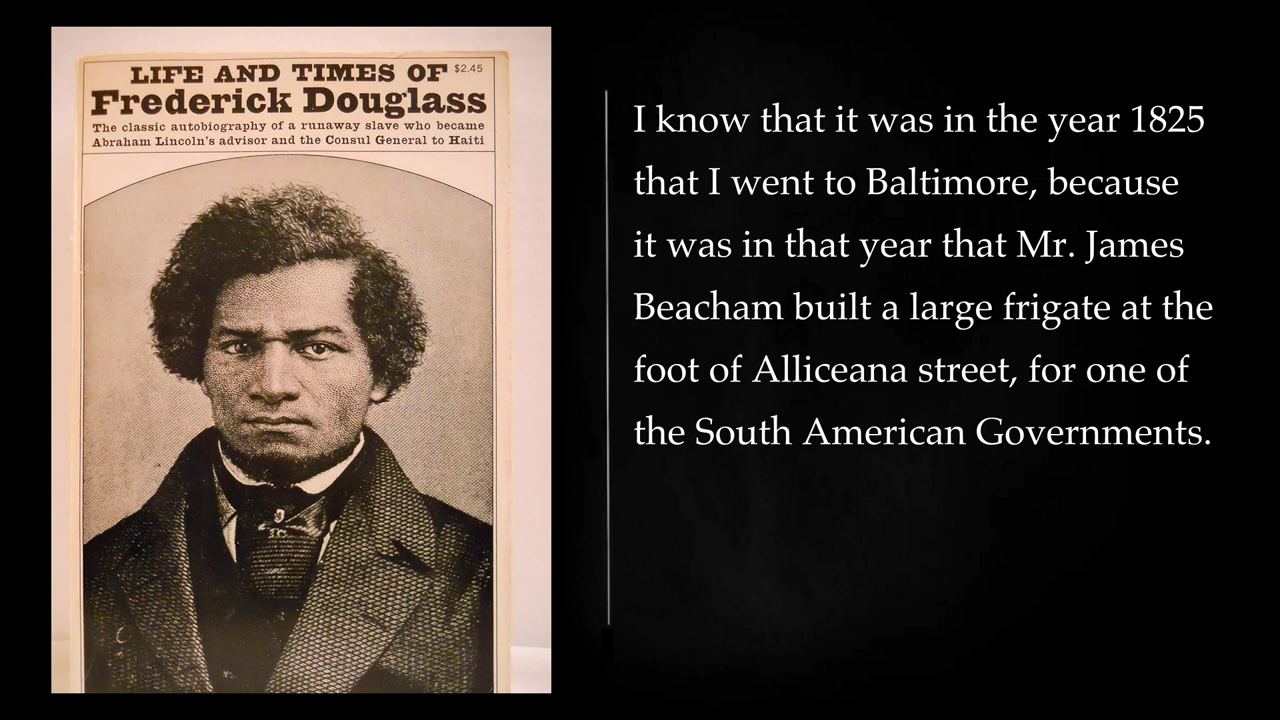 LIFE AND TIMES OF $2.45
Frederick Douglass
The classic autobiography of a runaway slave who became
Abraham Lincoln's advisor and the Consul General to Haiti
I know that it was in the year 1825
that I went to Baltimore, because
it was in that year that Mr. James
Beacham built a large frigate at the
foot of Alliceana street, for one of
the South American Governments.